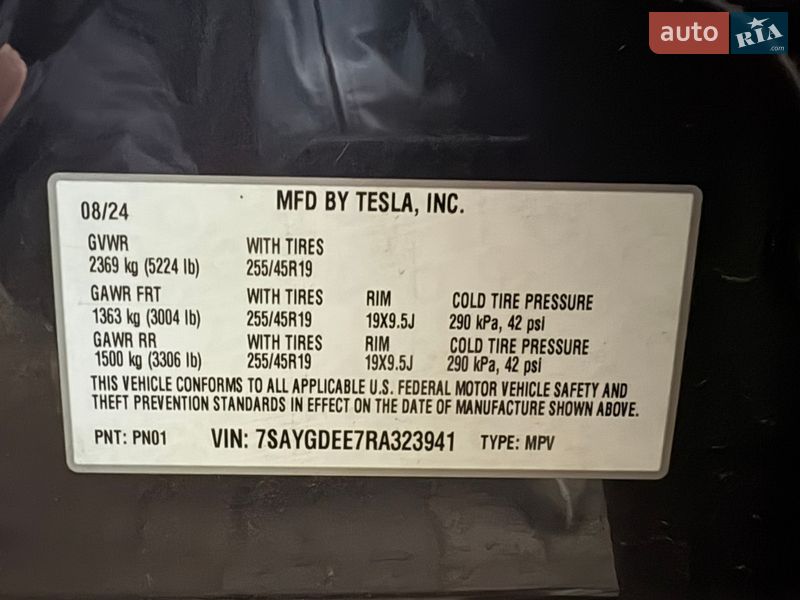 auto RIA .com
08/24 MFD BY TESLA, INC.
GVWR WITH TIRES
2369 kg (5224 lb) 255/45R19
GAWR FRT WITH TIRES RIM COLD TIRE PRESSURE
1363 kg (3004 lb) 255/45R19 19X9.5J 290 kPa, 42 psi
GAWR RR WITH TIRES RIM COLD TIRE PRESSURE
1500 kg (3306 lb) 255/45R19 19X9.5J 290 kPa, 42 psi
THIS VEHICLE CONFORMS TO ALL APPLICABLE U.S. FEDERAL MOTOR VEHICLE SAFETY AND
THEFT PREVENTION STANDARDS IN EFFECT ON THE DATE OF MANUFACTURE SHOWN ABOVE.
PNT: PN01 VIN: 7SAYGDEE7RA323941 TYPE: MPV